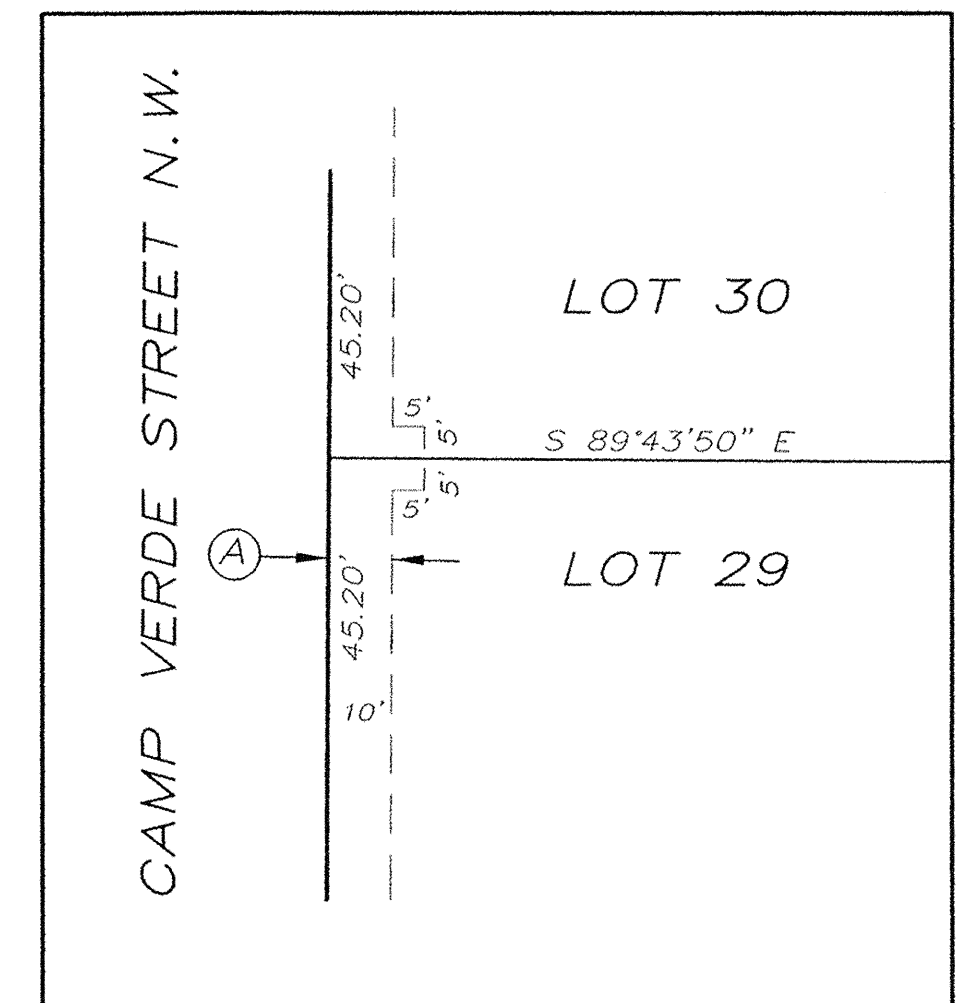 CAMP VERDE STREET N.W.
45.20'
LOT 30
5'
5'
S 89°43'50" E
5'
5'
A
45.20'
LOT 29
10'